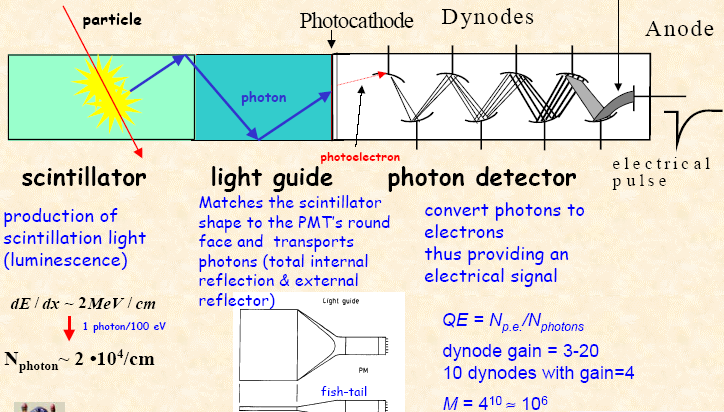 particle
Photocathode
Dynodes
Anode
photon
photoelectron
electrical
pulse
scintillator
light guide
photon detector
production of
scintillation light
(luminescence)
Matches the scintillator
shape to the PMT's round
face and transports
photons (total internal
reflection & external
reflector)
convert photons to
electrons
thus providing an
electrical signal
dE / dx ~ 2MeV / cm
1 photon/100 eV
Nphoton~ 2 •10⁴/cm
Light guide
PM
fish-tail
QE = Np.e./Nphotons
dynode gain = 3-20
10 dynodes with gain=4
M = 4¹⁰ ≈ 10⁶